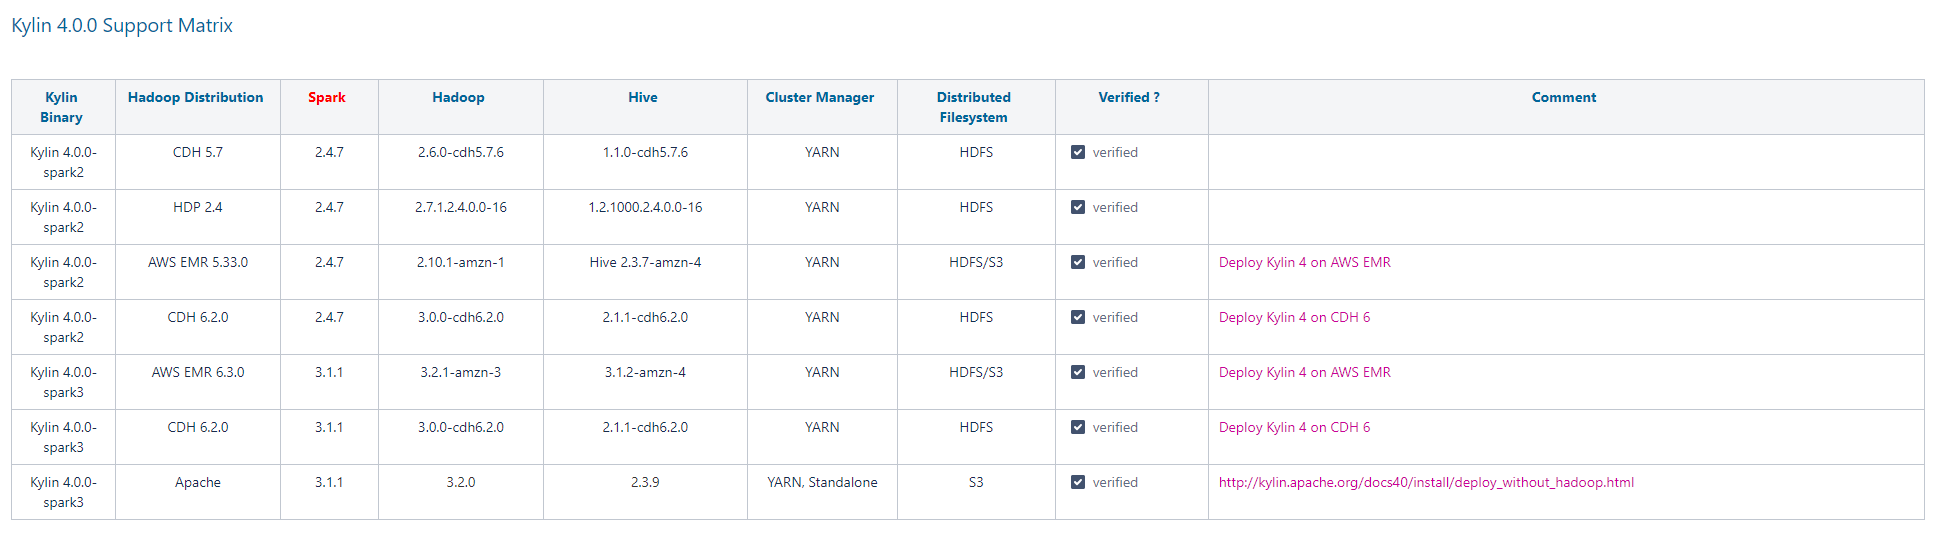 Kylin 4.0.0 Support Matrix
Kylin Binary Hadoop Distribution Spark Hadoop Hive Cluster Manager Distributed Filesystem Verified ? Comment
Kylin 4.0.0-spark2 CDH 5.7 2.4.7 2.6.0-cdh5.7.6 1.1.0-cdh5.7.6 YARN HDFS verified
Kylin 4.0.0-spark2 HDP 2.4 2.4.7 2.7.1.2.4.0.0-16 1.2.1000.2.4.0.0-16 YARN HDFS verified
Kylin 4.0.0-spark2 AWS EMR 5.33.0 2.4.7 2.10.1-amzn-1 Hive 2.3.7-amzn-4 YARN HDFS/S3 verified Deploy Kylin 4 on AWS EMR
Kylin 4.0.0-spark2 CDH 6.2.0 2.4.7 3.0.0-cdh6.2.0 2.1.1-cdh6.2.0 YARN HDFS verified Deploy Kylin 4 on CDH 6
Kylin 4.0.0-spark3 AWS EMR 6.3.0 3.1.1 3.2.1-amzn-3 3.1.2-amzn-4 YARN HDFS/S3 verified Deploy Kylin 4 on AWS EMR
Kylin 4.0.0-spark3 CDH 6.2.0 3.1.1 3.0.0-cdh6.2.0 2.1.1-cdh6.2.0 YARN HDFS verified Deploy Kylin 4 on CDH 6
Kylin 4.0.0-spark3 Apache 3.1.1 3.2.0 2.3.9 YARN, Standalone S3 verified http://kylin.apache.org/docs40/install/deploy_without_hadoop.html